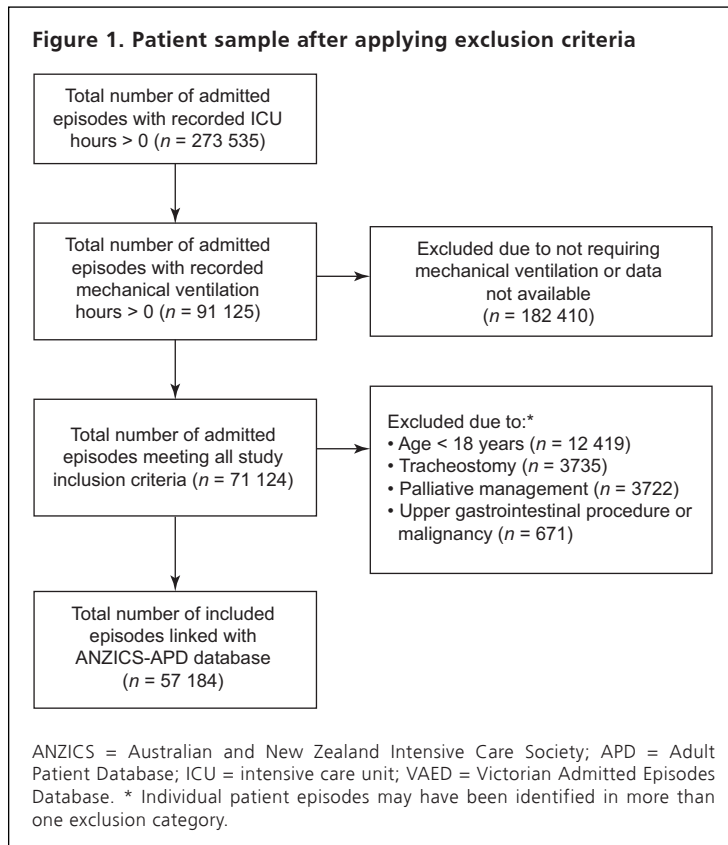 Figure 1. Patient sample after applying exclusion criteria
Total number of admitted
episodes with recorded ICU
hours > 0 (n = 273 535)
Total number of admitted
episodes with recorded
mechanical ventilation
hours > 0 (n = 91 125)
Excluded due to not requiring
mechanical ventilation or data
not available
(n = 182 410)
Total number of admitted
episodes meeting all study
inclusion criteria (n = 71 124)
Excluded due to:*
• Age < 18 years (n = 12 419)
• Tracheostomy (n = 3735)
• Palliative management (n = 3722)
• Upper gastrointestinal procedure or
malignancy (n = 671)
Total number of included
episodes linked with
ANZICS-APD database
(n = 57 184)
ANZICS = Australian and New Zealand Intensive Care Society; APD = Adult
Patient Database; ICU = intensive care unit; VAED = Victorian Admitted Episodes
Database. * Individual patient episodes may have been identified in more than
one exclusion category.